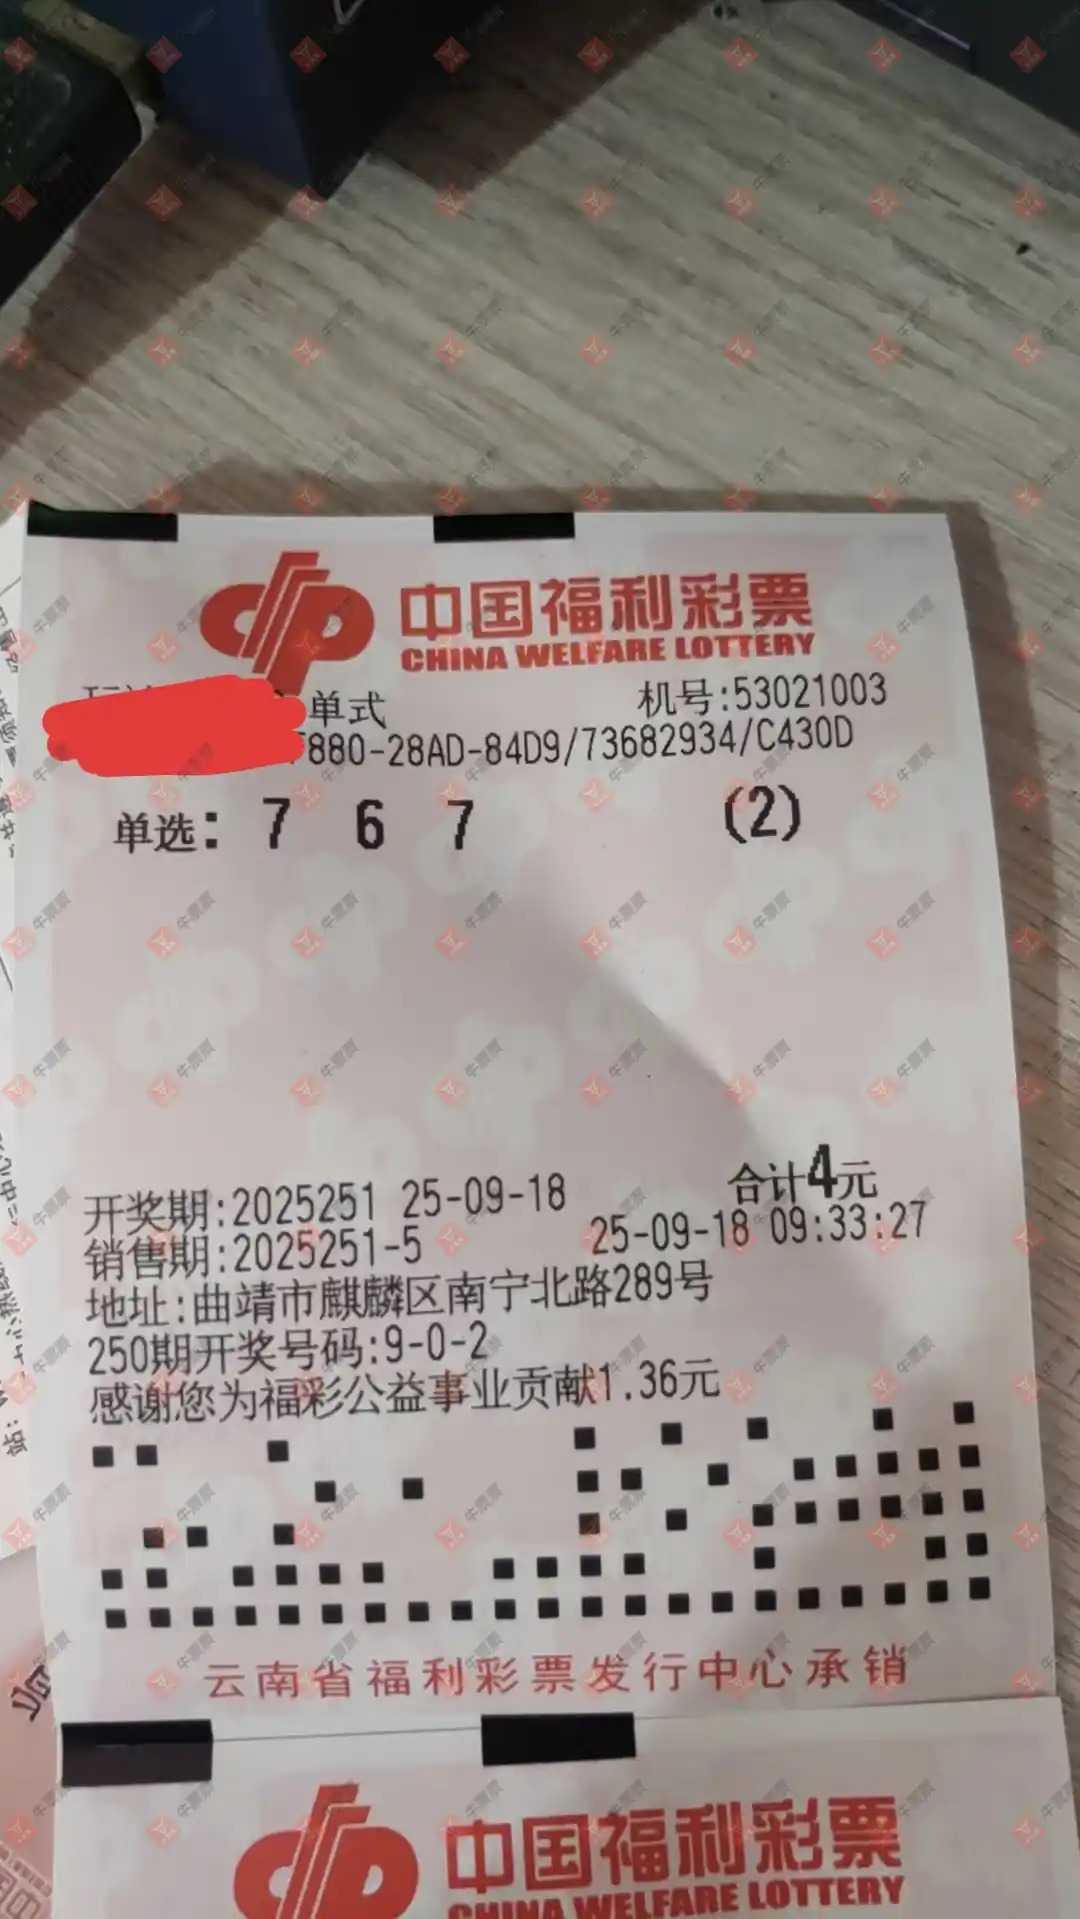 中国福利彩票
CHINA WELFARE LOTTERY
单式 机号:53021003
880-28AD-84D9/73682934/C430D
单选: 7 6 7 (2)
合计4元
开奖期:2025251 25-09-18
销售期:2025251-5 25-09-18 09:33:27
地址:曲靖市麒麟区南宁北路289号
250期开奖号码:9-0-2
感谢您为福彩公益事业贡献1.36元
云南省福利彩票发行中心承销
中国福利彩票
CHINA WELFARE LOTTERY
牛票票